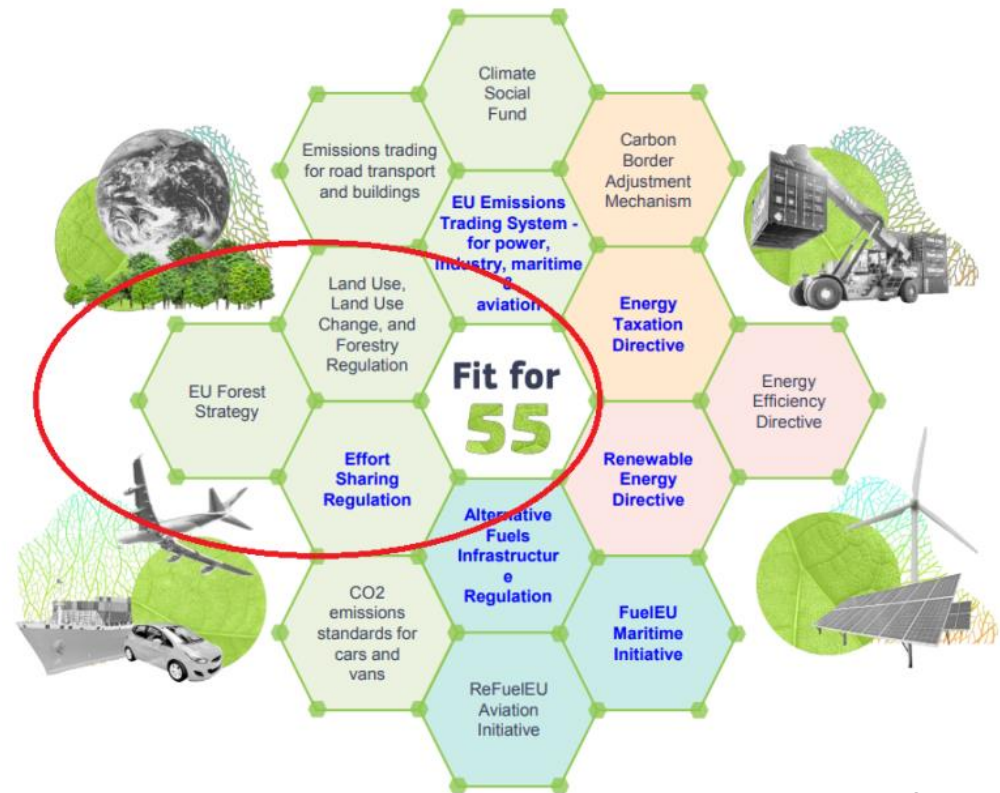 Climate
Social
Fund
Emissions trading
for road transport
and buildings
Carbon
Border
Adjustment
Mechanism
EU Emissions
Trading System -
for power,
industry, maritime
&
aviation
Land Use,
Land Use
Change, and
Forestry
Regulation
Energy
Taxation
Directive
EU Forest
Strategy
Fit for
55
Energy
Efficiency
Directive
Effort
Sharing
Regulation
Renewable
Energy
Directive
Alternative
Fuels
Infrastructur
e
Regulation
CO2
emissions
standards for
cars and
vans
FuelEU
Maritime
Initiative
ReFuelEU
Aviation
Initiative